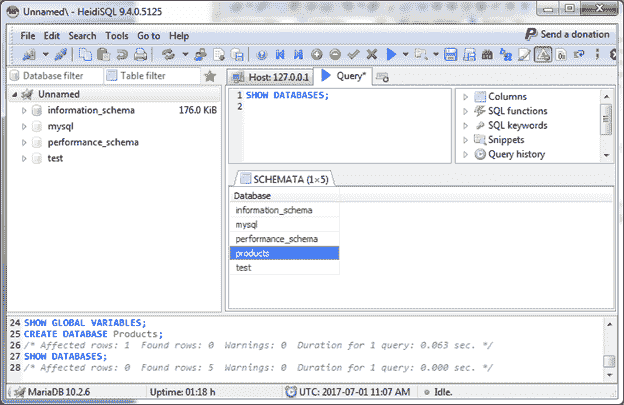 Unnamed\ - HeidiSQL 9.4.0.5125
File Edit Search Tools Go to Help
Send a donation
Database filter
Table filter
Host: 127.0.0.1
Query*
Unnamed
information_schema 176.0 KiB
mysql
performance_schema
test
1 SHOW DATABASES;
2
Columns
SQL functions
SQL keywords
Snippets
Query history
SCHEMATA (1×5)
Database
information_schema
mysql
performance_schema
products
test
24 SHOW GLOBAL VARIABLES;
25 CREATE DATABASE Products;
26 /* Affected rows: 1 Found rows: 0 Warnings: 0 Duration for 1 query: 0.063 sec. */
27 SHOW DATABASES;
28 /* Affected rows: 0 Found rows: 5 Warnings: 0 Duration for 1 query: 0.000 sec. */
MariaDB 10.2.6
Uptime: 01:18 h
UTC: 2017-07-01 11:07 AM
Idle.